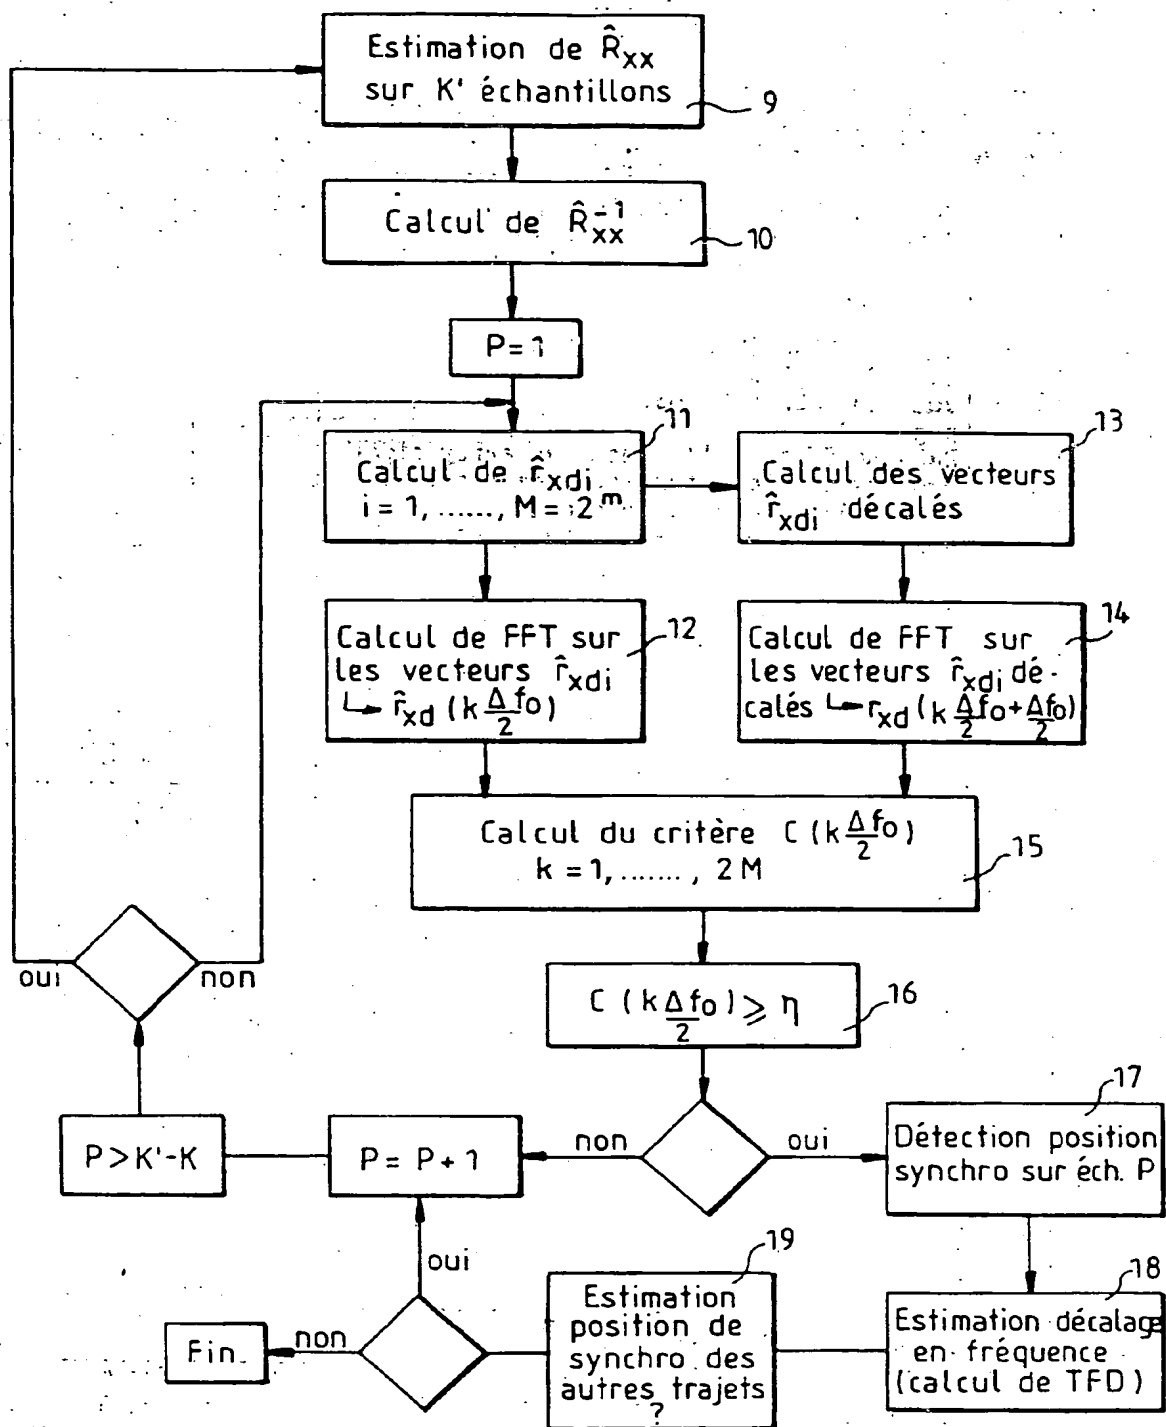 Estimation de R̂xx
sur K' échantillons
9
Calcul de R̂xx⁻¹
10
P = 1
11
Calcul de r̂xdi
i = 1, ......, M = 2^m
13
Calcul des vecteurs
r̂xdi décalés
12
Calcul de FFT sur
les vecteurs r̂xdi
↳ r̂xd (k Δfo/2)
14
Calcul de FFT sur
les vecteurs r̂xdi dé-
calés ↳ rxd (k Δfo/2 + Δfo/2)
Calcul du critère C (k Δfo/2)
k = 1, ......., 2M
15
oui
non
C (k Δfo/2) ⩾ η
16
17
P > K'-K
P = P + 1
non
oui
Détection position
synchro sur éch. P
oui
19
18
Fin
non
Estimation
position de
synchro des
autres trajets
?
Estimation décalage
en fréquence
(calcul de TFD)